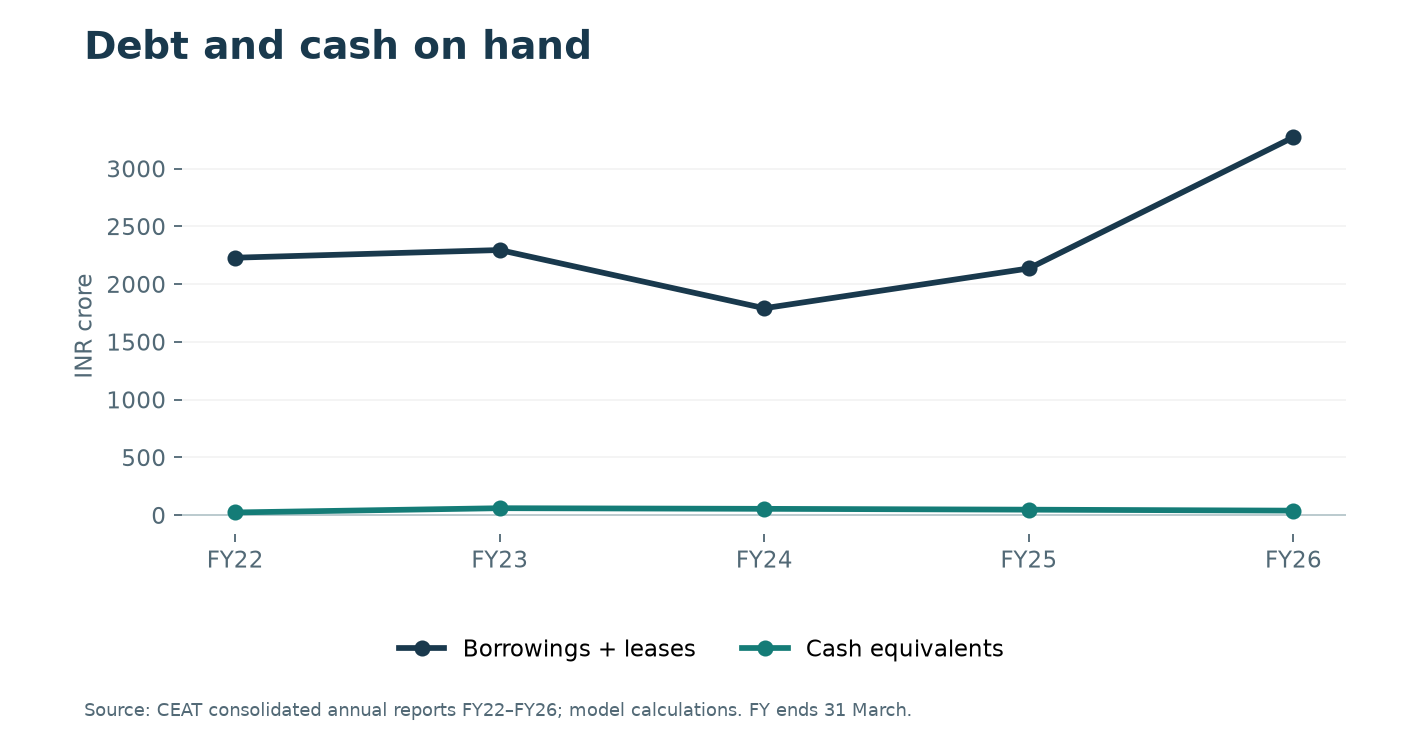 Debt and cash on hand
INR crore
3000
2500
2000
1500
1000
500
0
FY22 FY23 FY24 FY25 FY26
Borrowings + leases Cash equivalents
Source: CEAT consolidated annual reports FY22–FY26; model calculations. FY ends 31 March.